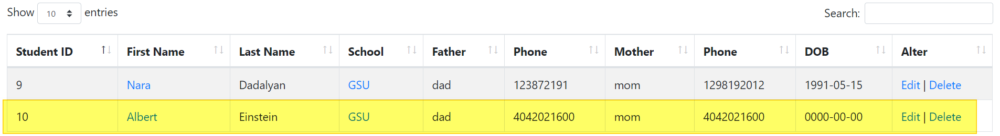 Show 10 entries Search:
Student ID First Name Last Name School Father Phone Mother Phone DOB Alter
9 Nara Dadalyan GSU dad 123872191 mom 1298192012 1991-05-15 Edit | Delete
10 Albert Einstein GSU dad 4042021600 mom 4042021600 0000-00-00 Edit | Delete